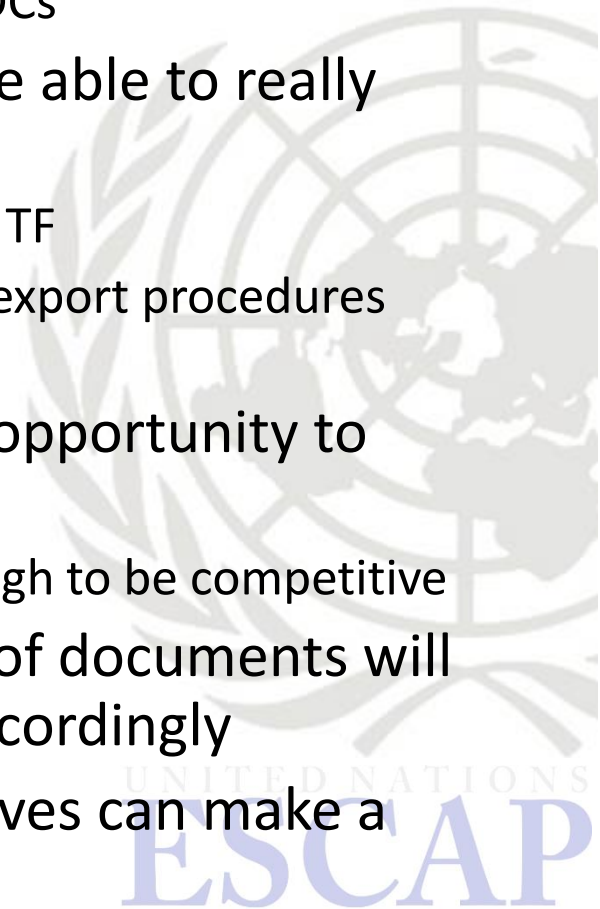 DCs
e able to really
TF
export procedures
opportunity to
gh to be competitive
of documents will
cordingly
UNITED NATIONS
ves can make a
ESCAP